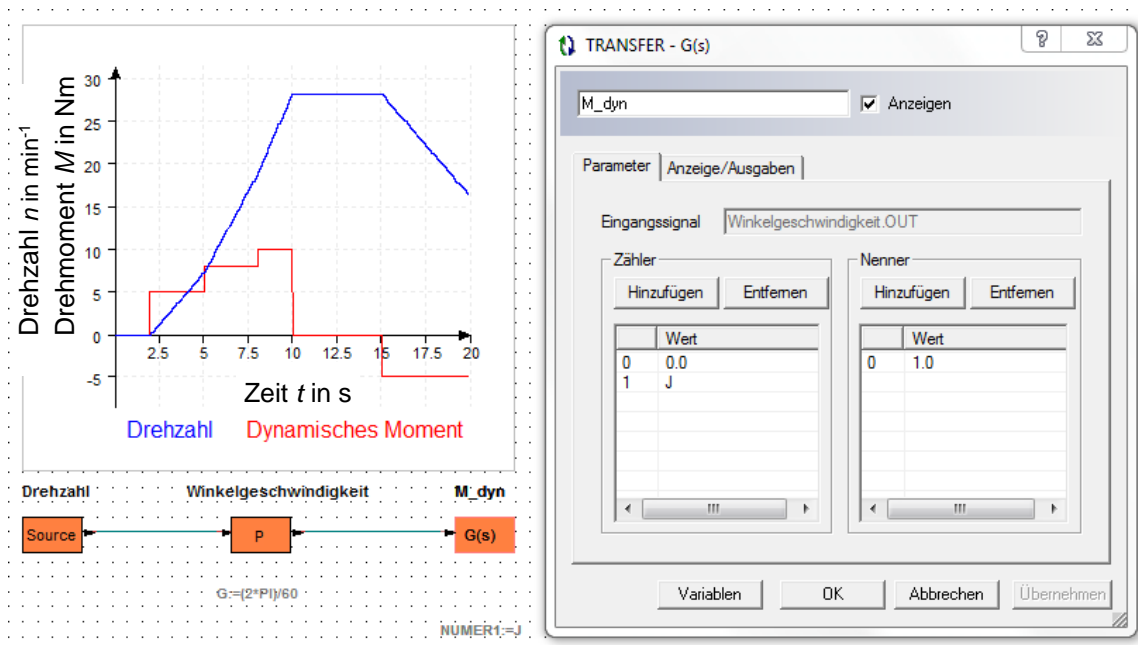 Drehzahl n in min⁻¹
Drehmoment M in Nm
30
25
20
15
10
5
0
-5
2.5 5 7.5 10 12.5 15 17.5 20
Zeit t in s
Drehzahl Dynamisches Moment
Drehzahl Winkelgeschwindigkeit M_dyn
Source P G(s)
G:=(2*PI)/60
NUMER1:=J
TRANSFER - G(s)
M_dyn Anzeigen
Parameter Anzeige/Ausgaben
Eingangssignal Winkelgeschwindigkeit.OUT
Zähler Nenner
Hinzufügen Entfernen Hinzufügen Entfernen
Wert Wert
0 0.0 0 1.0
1 J
Variablen OK Abbrechen Übernehmen